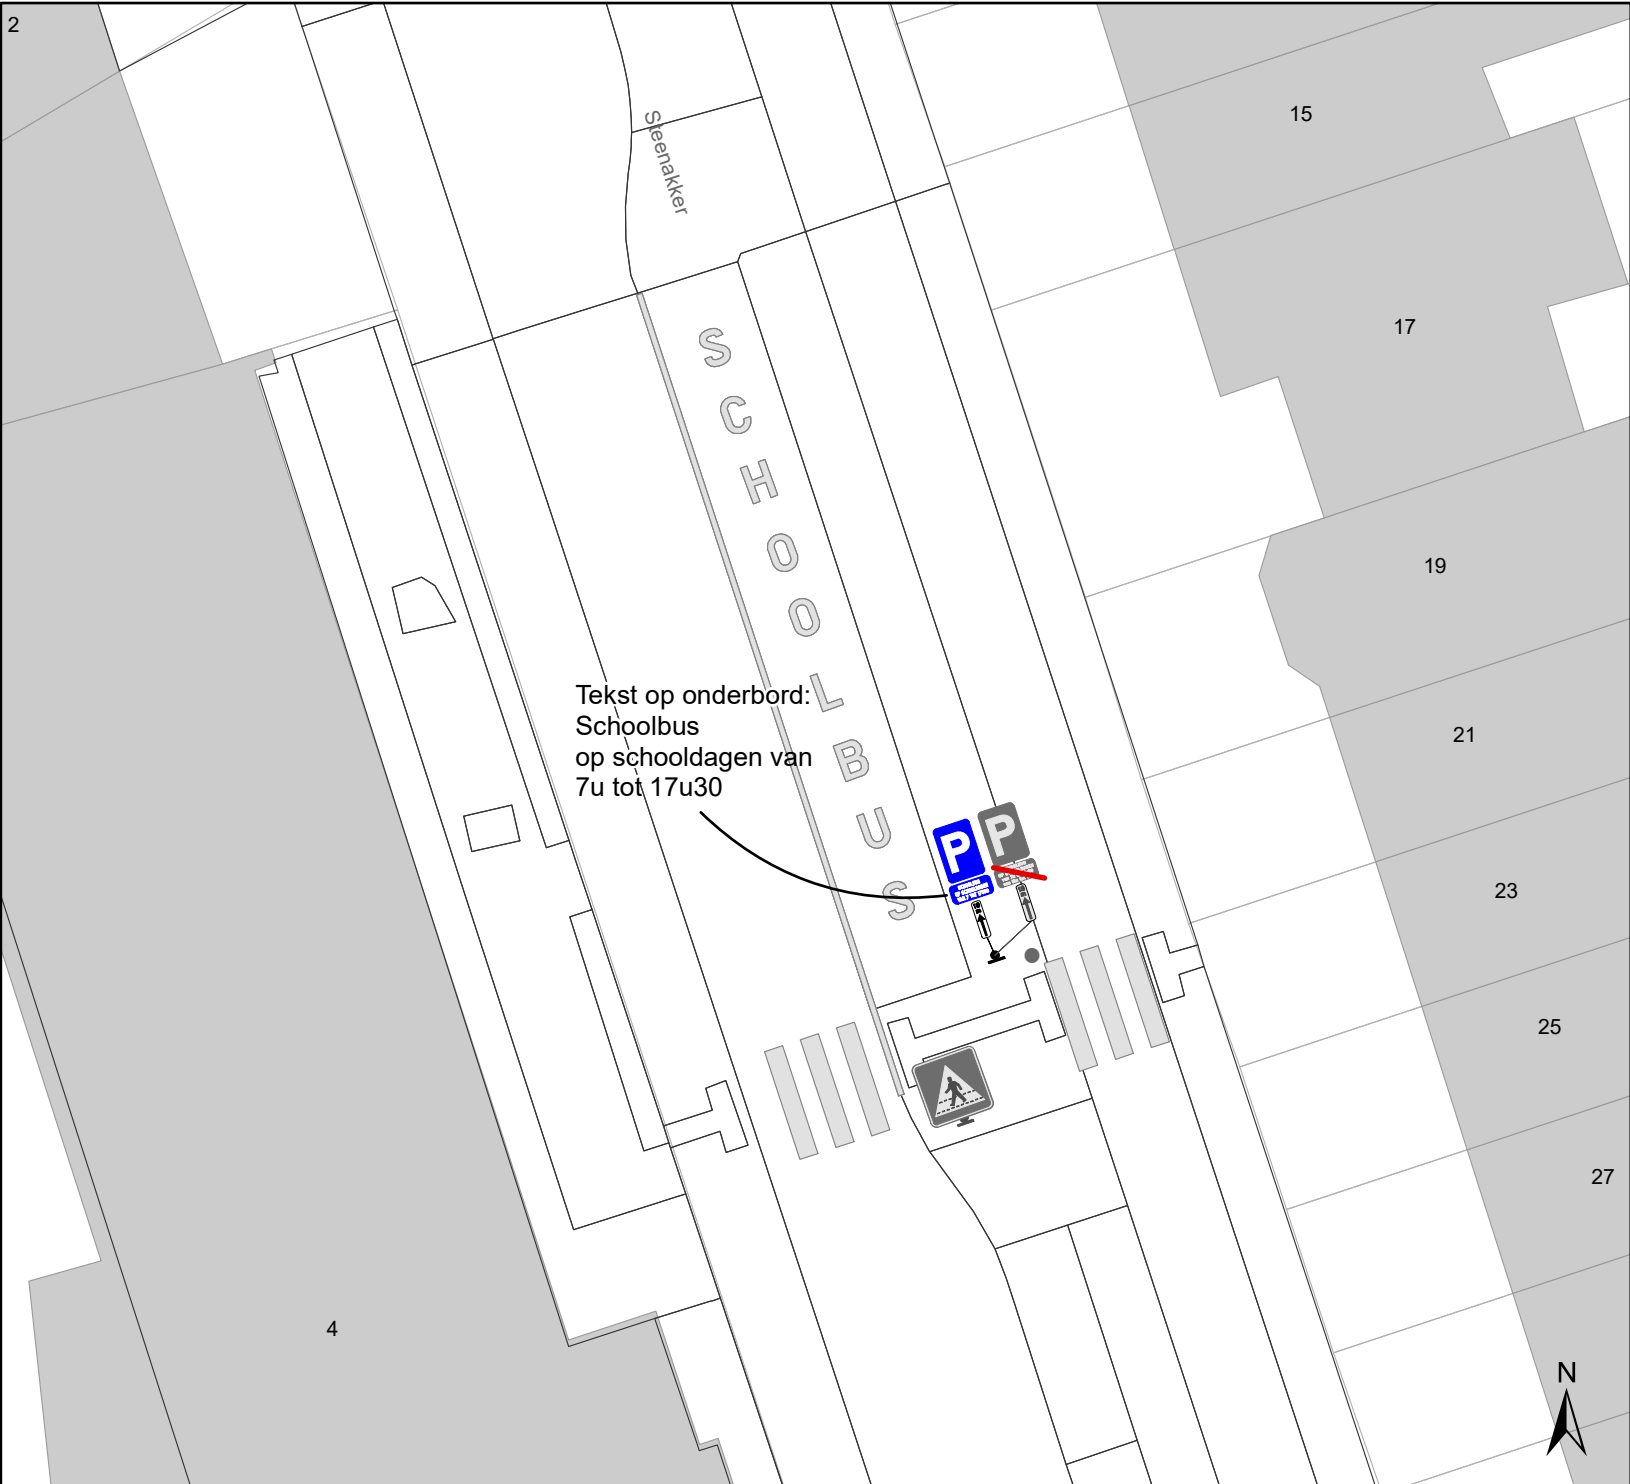 2
15
Steenakker
17
SCHOOLBUS
19
Tekst op onderbord:
Schoolbus
op schooldagen van
7u tot 17u30
21
P
P
23
25
27
4
N